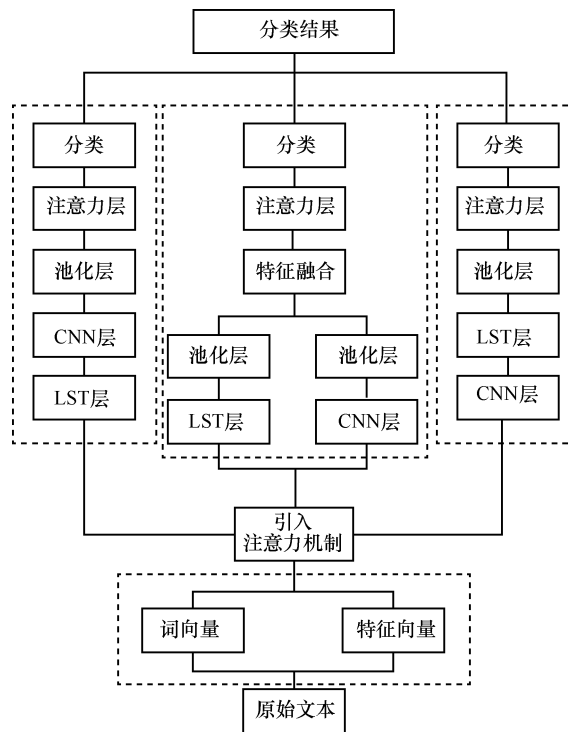 分类结果
分类
分类
分类
注意力层
注意力层
注意力层
池化层
特征融合
池化层
CNN层
LST层
池化层
池化层
LST层
CNN层
LST层
CNN层
引入
注意力机制
词向量
特征向量
原始文本